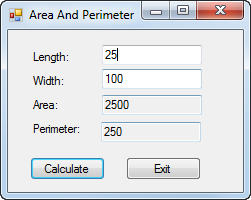 Area And Perimeter
Length: 25
Width: 100
Area: 2500
Perimeter: 250
Calculate Exit